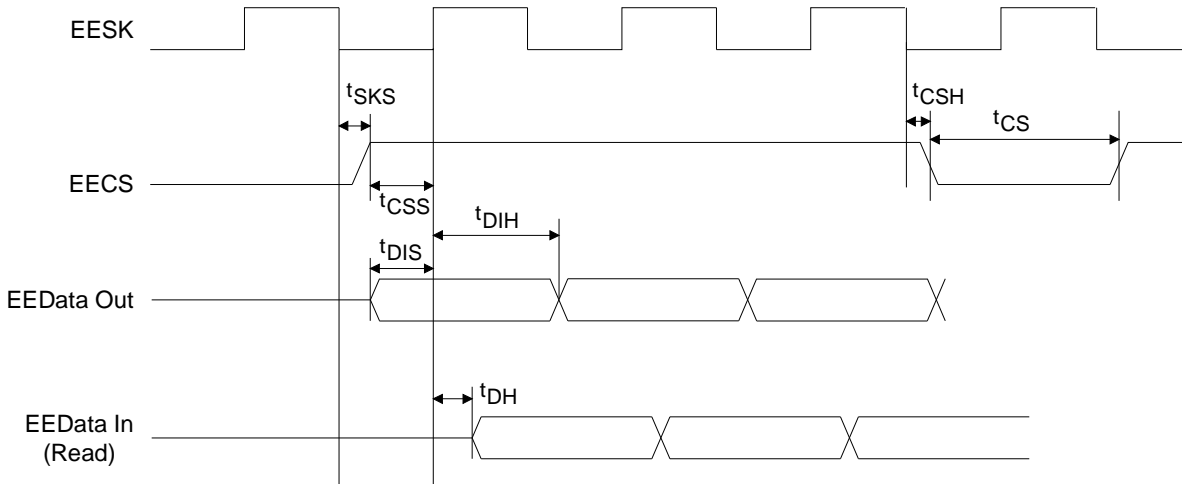 EESK
tSKS
tCSH
tCS
EECS
tCSS
tDIH
tDIS
EEData Out
tDH
EEData In
(Read)